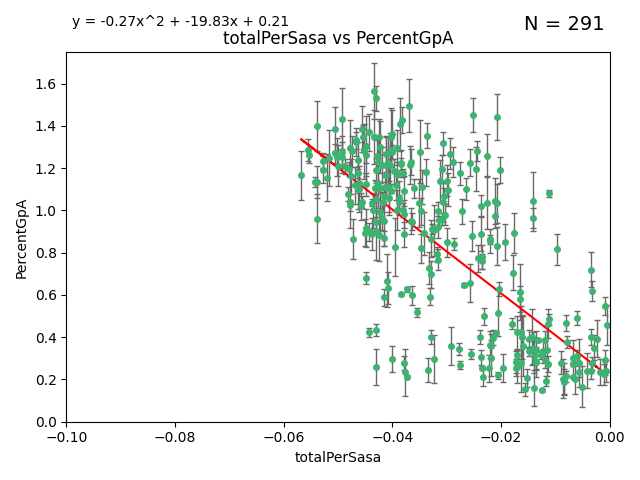 y = -0.27x^2 + -19.83x + 0.21
N = 291
totalPerSasa vs PercentGpA
PercentGpA
1.6
1.4
1.2
1.0
0.8
0.6
0.4
0.2
0.0
−0.10 −0.08 −0.06 −0.04 −0.02 0.00
totalPerSasa